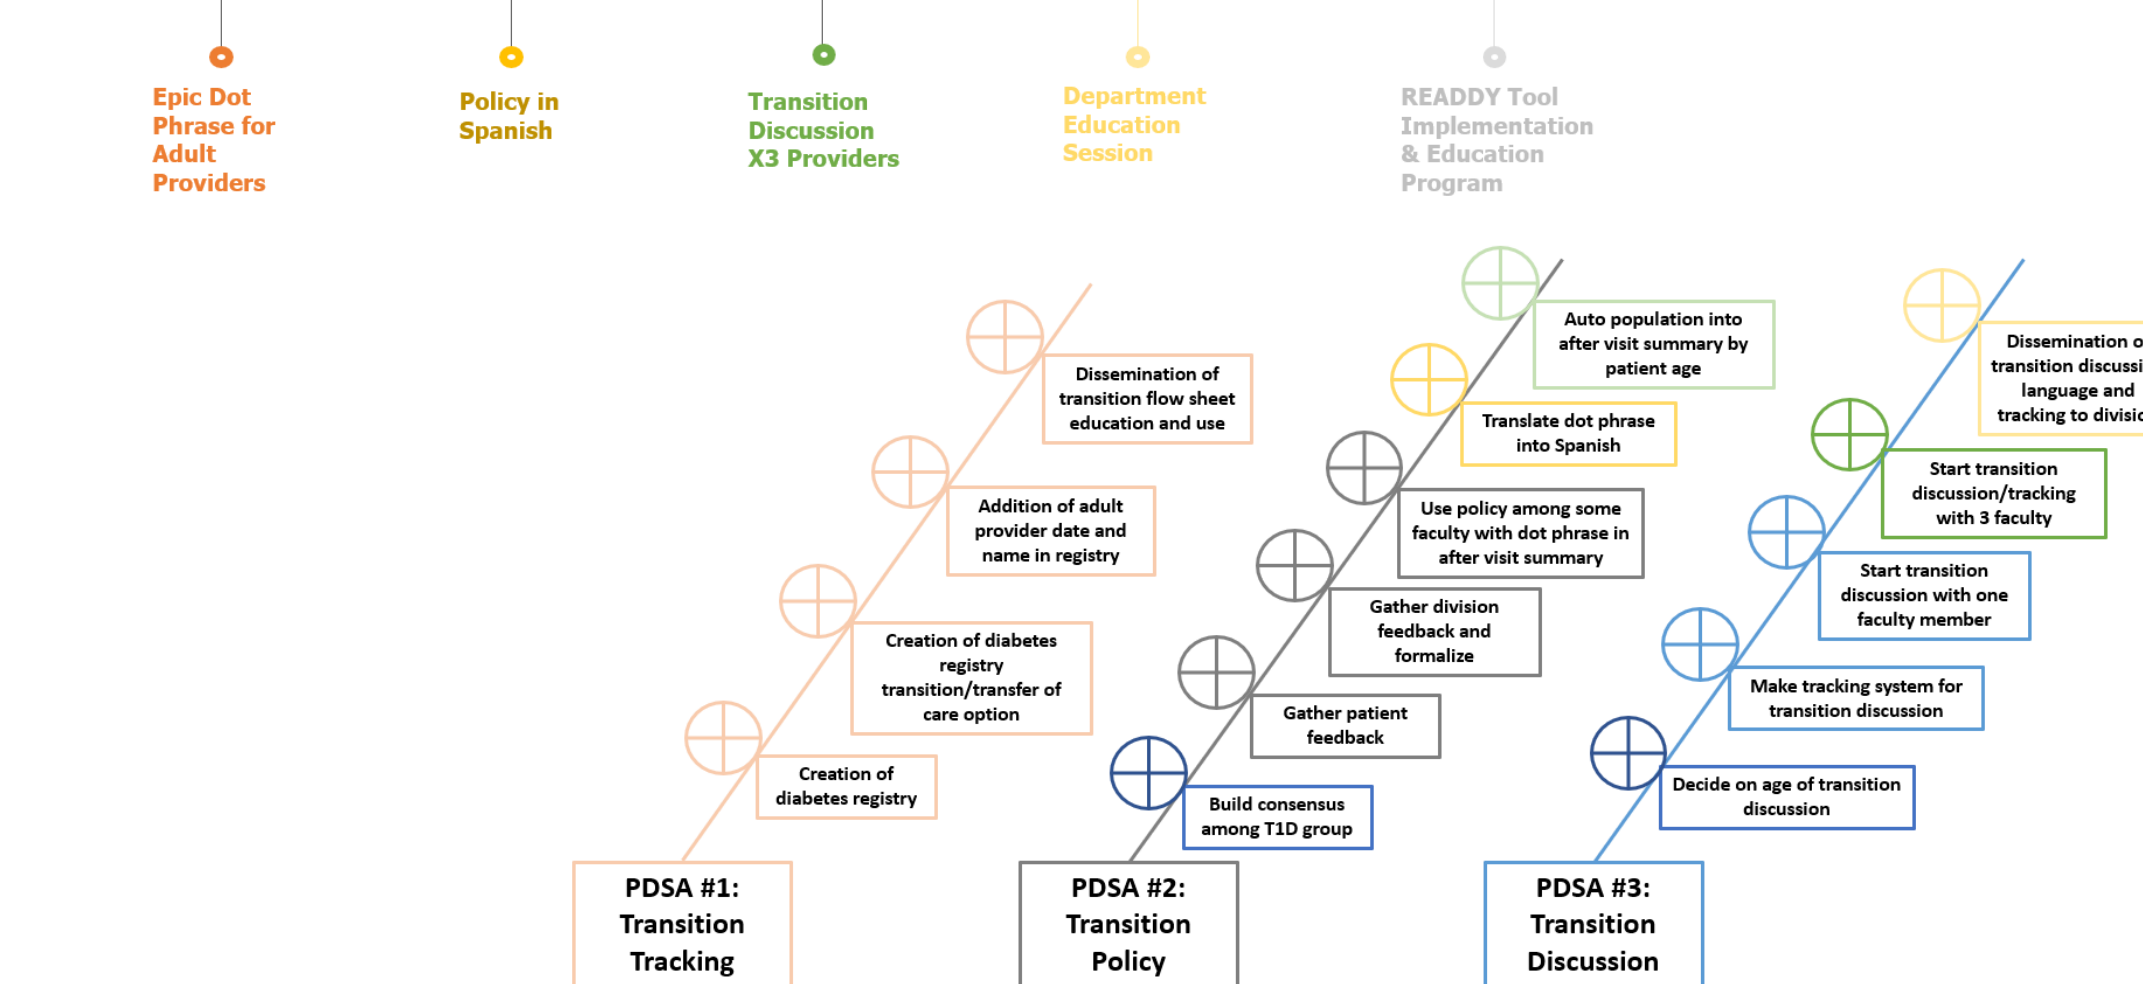 Epic Dot
Phrase for
Adult
Providers
Policy in
Spanish
Transition
Discussion
X3 Providers
Department
Education
Session
READDY Tool
Implementation
& Education
Program
Dissemination of
transition flow sheet
education and use
Addition of adult
provider date and
name in registry
Creation of diabetes
registry
transition/transfer of
care option
Creation of
diabetes registry
PDSA #1:
Transition
Tracking
Auto population into
after visit summary by
patient age
Translate dot phrase
into Spanish
Use policy among some
faculty with dot phrase in
after visit summary
Gather division
feedback and
formalize
Gather patient
feedback
Build consensus
among T1D group
PDSA #2:
Transition
Policy
Dissemination
transition
language and
tracking to
Start transition
discussion/tracking
with 3 faculty
Start transition
discussion with one
faculty member
Make tracking system for
transition discussion
Decide on age of transition
discussion
PDSA #3:
Transition
Discussion